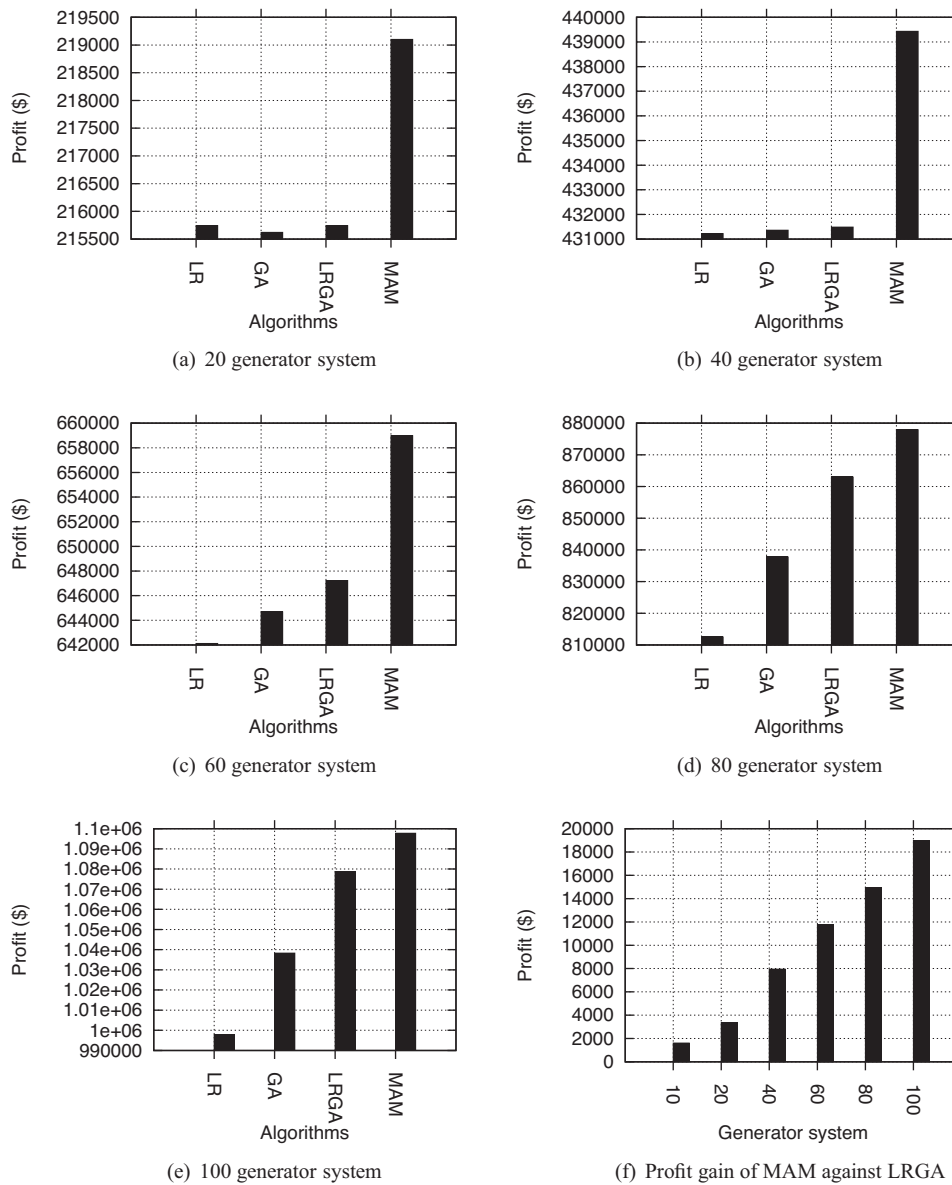 219500
219000
218500
218000
217500
217000
216500
216000
215500
Profit ($)
LR
GA
LRGA
MAM
Algorithms
(a) 20 generator system
440000
439000
438000
437000
436000
435000
434000
433000
432000
431000
Profit ($)
LR
GA
LRGA
MAM
Algorithms
(b) 40 generator system
660000
658000
656000
654000
652000
650000
648000
646000
644000
642000
Profit ($)
LR
GA
LRGA
MAM
Algorithms
(c) 60 generator system
880000
870000
860000
850000
840000
830000
820000
810000
Profit ($)
LR
GA
LRGA
MAM
Algorithms
(d) 80 generator system
1.1e+06
1.09e+06
1.08e+06
1.07e+06
1.06e+06
1.05e+06
1.04e+06
1.03e+06
1.02e+06
1.01e+06
1e+06
990000
Profit ($)
LR
GA
LRGA
MAM
Algorithms
(e) 100 generator system
20000
18000
16000
14000
12000
10000
8000
6000
4000
2000
0
Profit ($)
10
20
40
60
80
100
Generator system
(f) Profit gain of MAM against LRGA